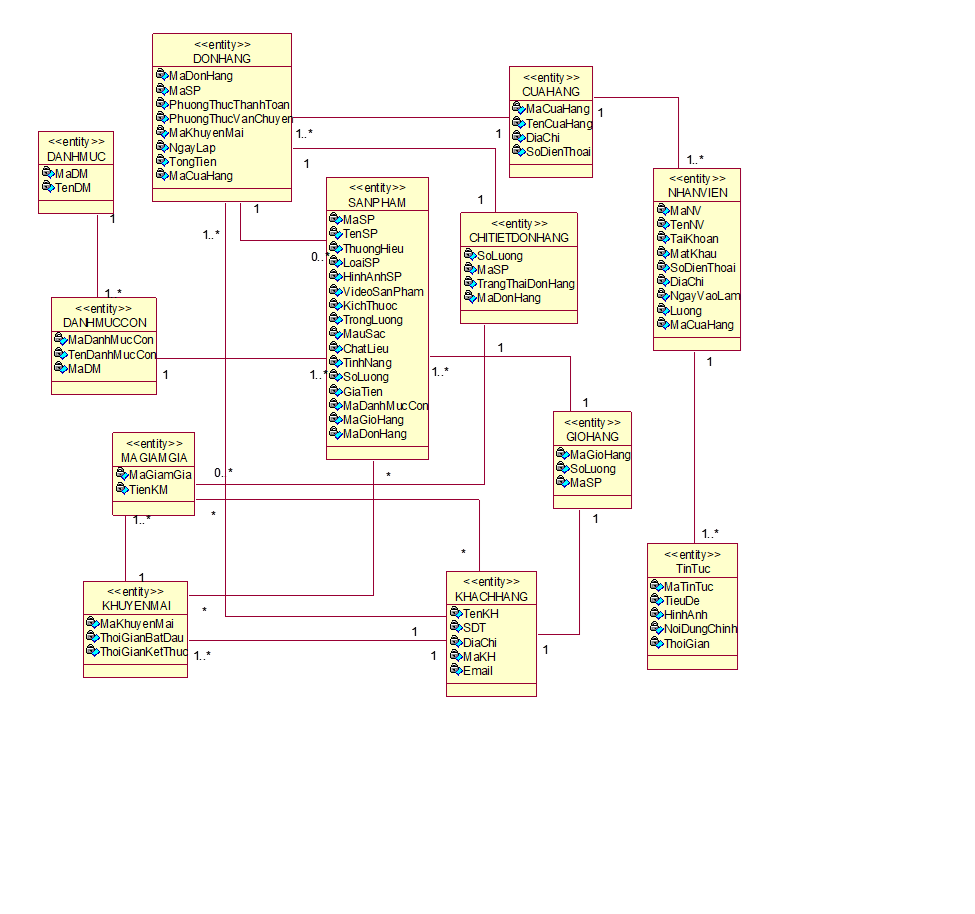 <<entity>>
DONHANG
MaDonHang
MaSP
PhuongThucThanhToan
PhuongThucVanChuyen
MaKhuyenMai
NgayLap
TongTien
MaCuaHang
<<entity>>
CUAHANG
MaCuaHang
TenCuaHang
DiaChi
SoDienThoai
1
1..*
1
1
1..*
<<entity>>
DANHMUC
MaDM
TenDM
1
1..*
<<entity>>
NHANVIEN
MaNV
TenNV
TaiKhoan
MatKhau
SoDienThoai
DiaChi
NgayVaoLam
Luong
MaCuaHang
1
1..*
<<entity>>
SANPHAM
MaSP
TenSP
ThuongHieu
LoaiSP
HinhAnhSP
VideoSanPham
KichThuoc
TrongLuong
MauSac
ChatLieu
TinhNang
SoLuong
GiaTien
MaDanhMucCon
MaGioHang
MaDonHang
1
1..*
0..*
1
<<entity>>
CHITIETDONHANG
SoLuong
MaSP
TrangThaiDonHang
MaDonHang
1
<<entity>>
DANHMUCCON
MaDanhMucCon
TenDanhMucCon
MaDM
1
1..*
1..*
1
<<entity>>
GIOHANG
MaGioHang
SoLuong
MaSP
1
<<entity>>
MAGIAMGIA
MaGiamGia
TienKM
0..*
*
*
1..*
1
*
<<entity>>
KHUYENMAI
MaKhuyenMai
ThoiGianBatDau
ThoiGianKetThuc
*
1..*
1
1
1
<<entity>>
KHACHHANG
TenKH
SDT
DiaChi
MaKH
Email
<<entity>>
TinTuc
MaTinTuc
TieuDe
HinhAnh
NoiDungChinh
ThoiGian